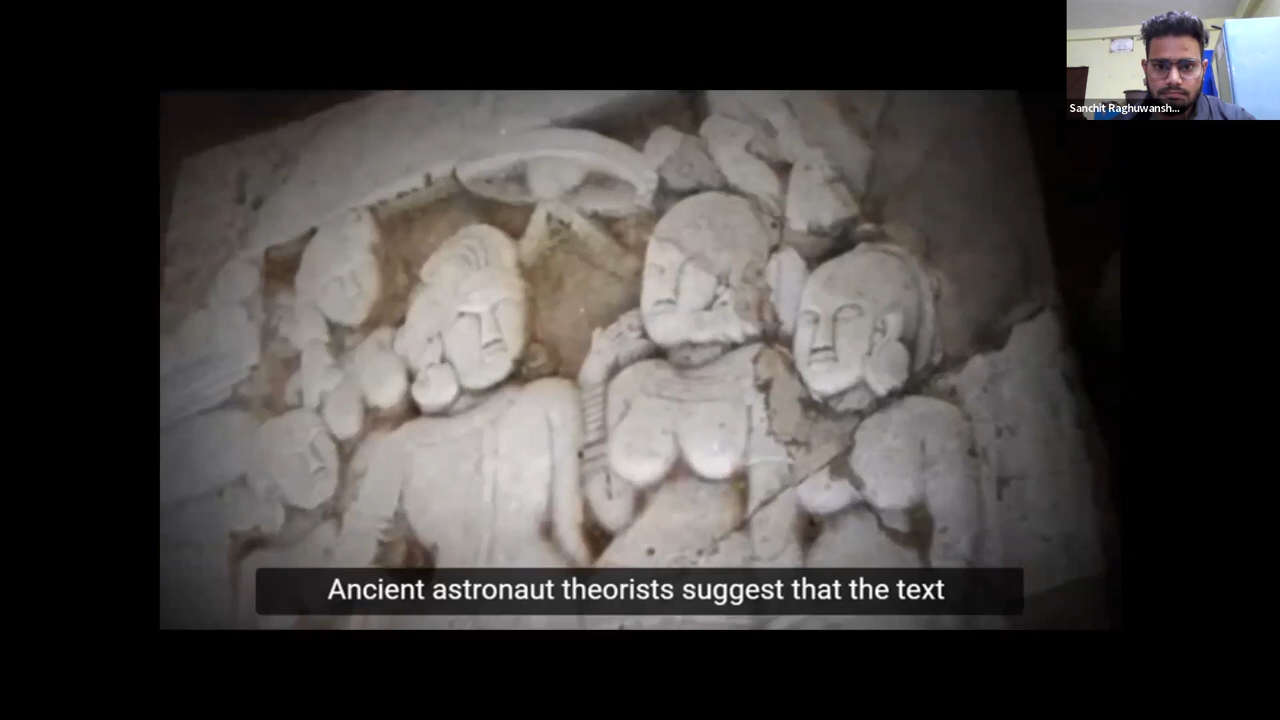 Sanchit Raghuwansh...
Ancient astronaut theorists suggest that the text